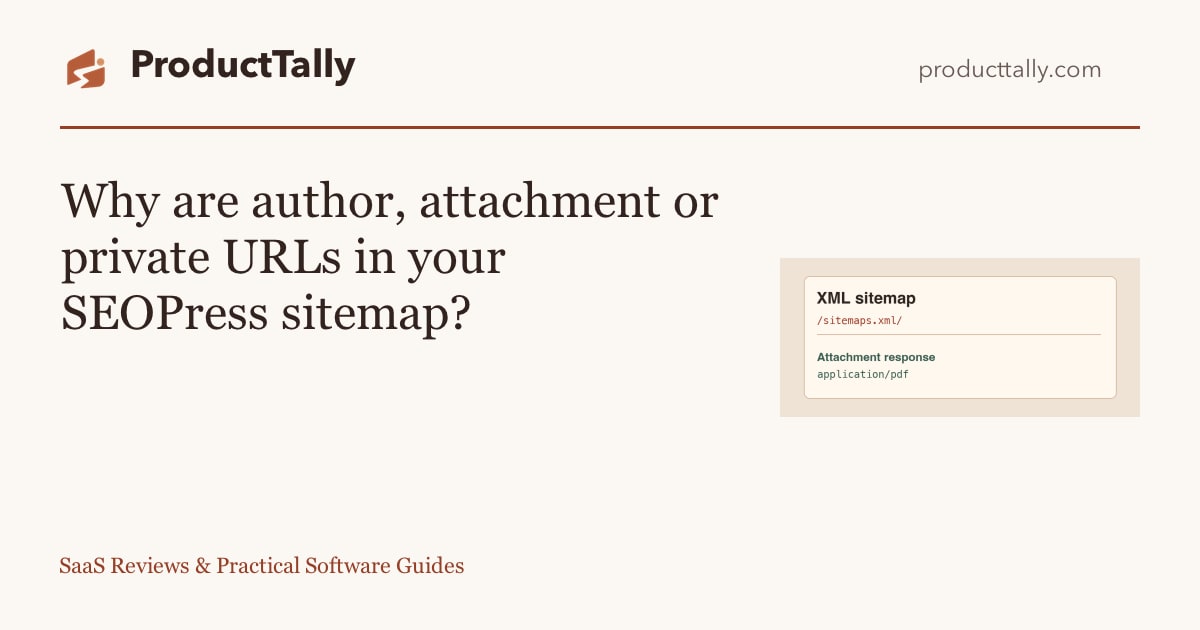 ProductTally
producttally.com
Why are author, attachment or
private URLs in your
SEOPress sitemap?
XML sitemap
/sitemaps.xml/
Attachment response
application/pdf
SaaS Reviews & Practical Software Guides